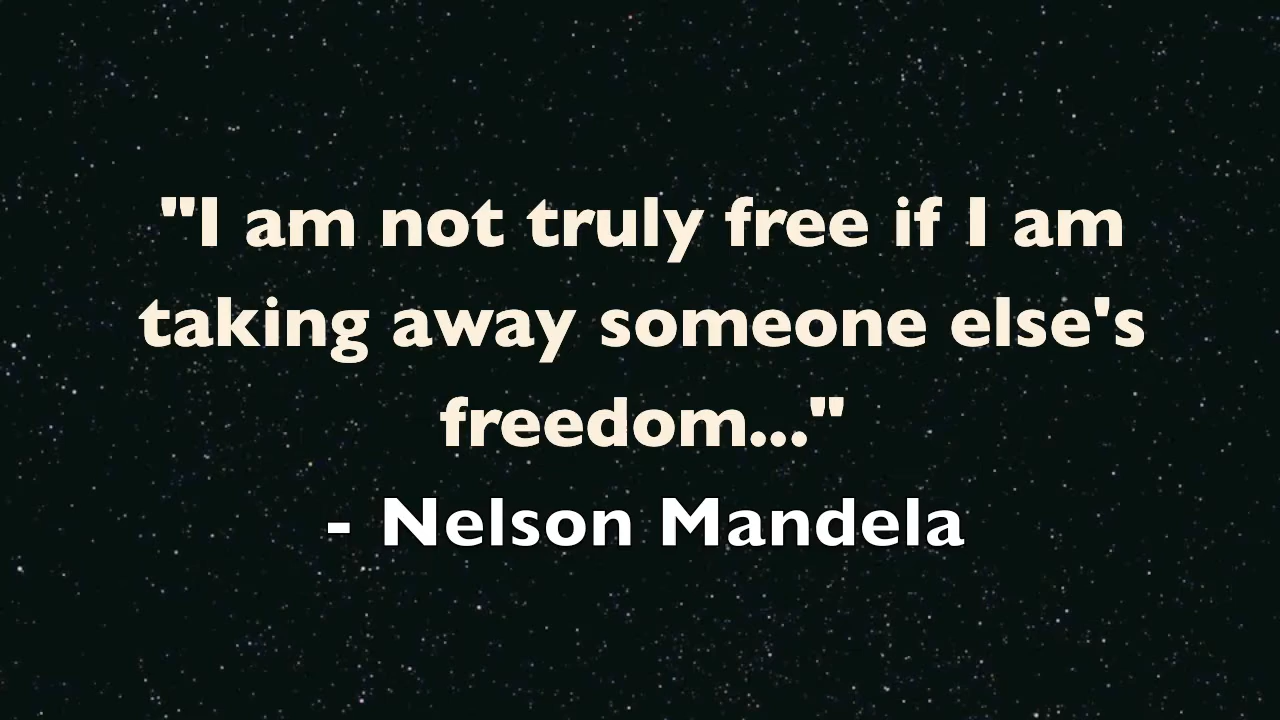 "I am not truly free if I am
taking away someone else's
freedom..."
- Nelson Mandela